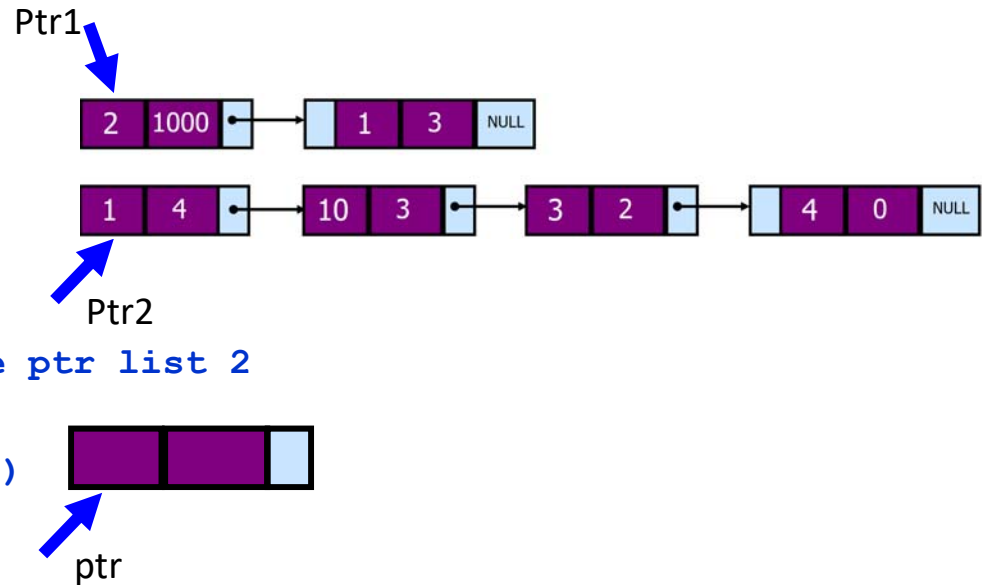 Ptr1
2 1000 1 3 NULL
1 4 10 3 3 2 4 0 NULL
Ptr2
e ptr list 2
)
ptr